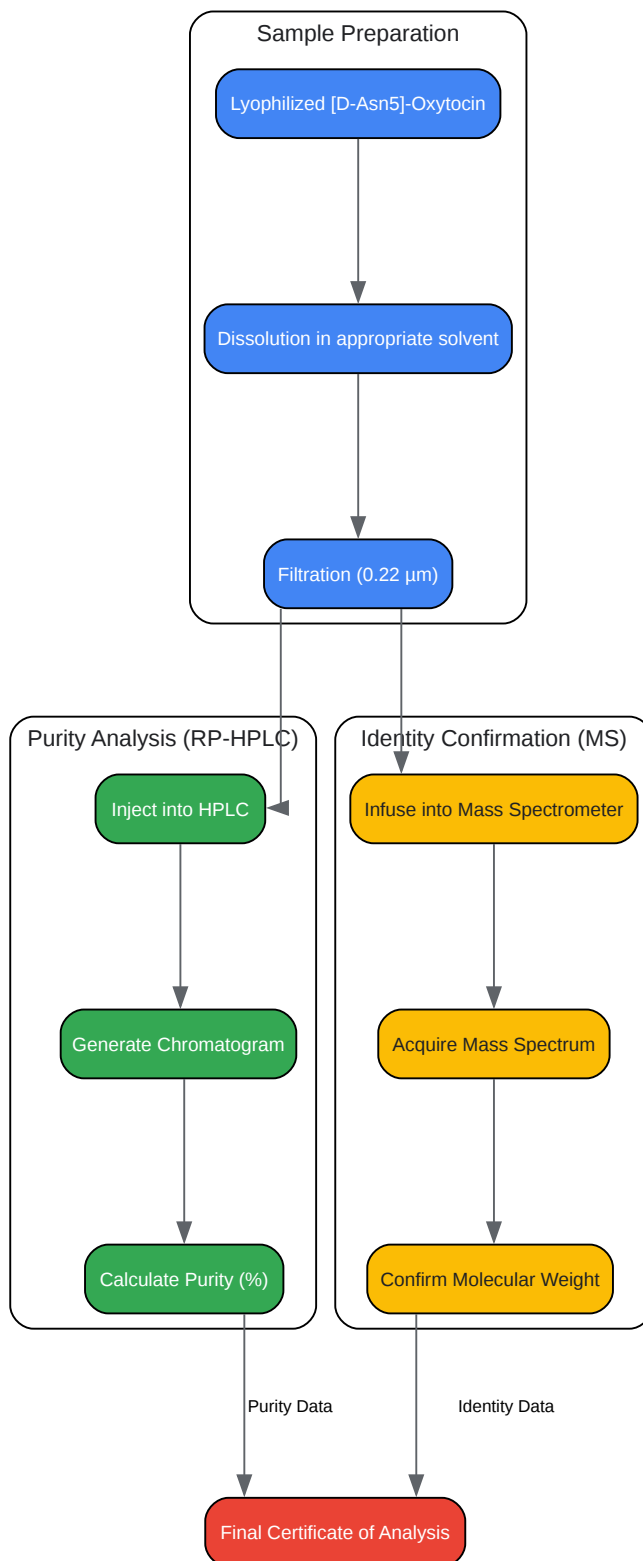 Sample Preparation
Lyophilized [D-Asn5]-Oxytocin
Dissolution in appropriate solvent
Filtration (0.22 µm)
Purity Analysis (RP-HPLC)
Inject into HPLC
Generate Chromatogram
Calculate Purity (%)
Identity Confirmation (MS)
Infuse into Mass Spectrometer
Acquire Mass Spectrum
Confirm Molecular Weight
Purity Data
Identity Data
Final Certificate of Analysis